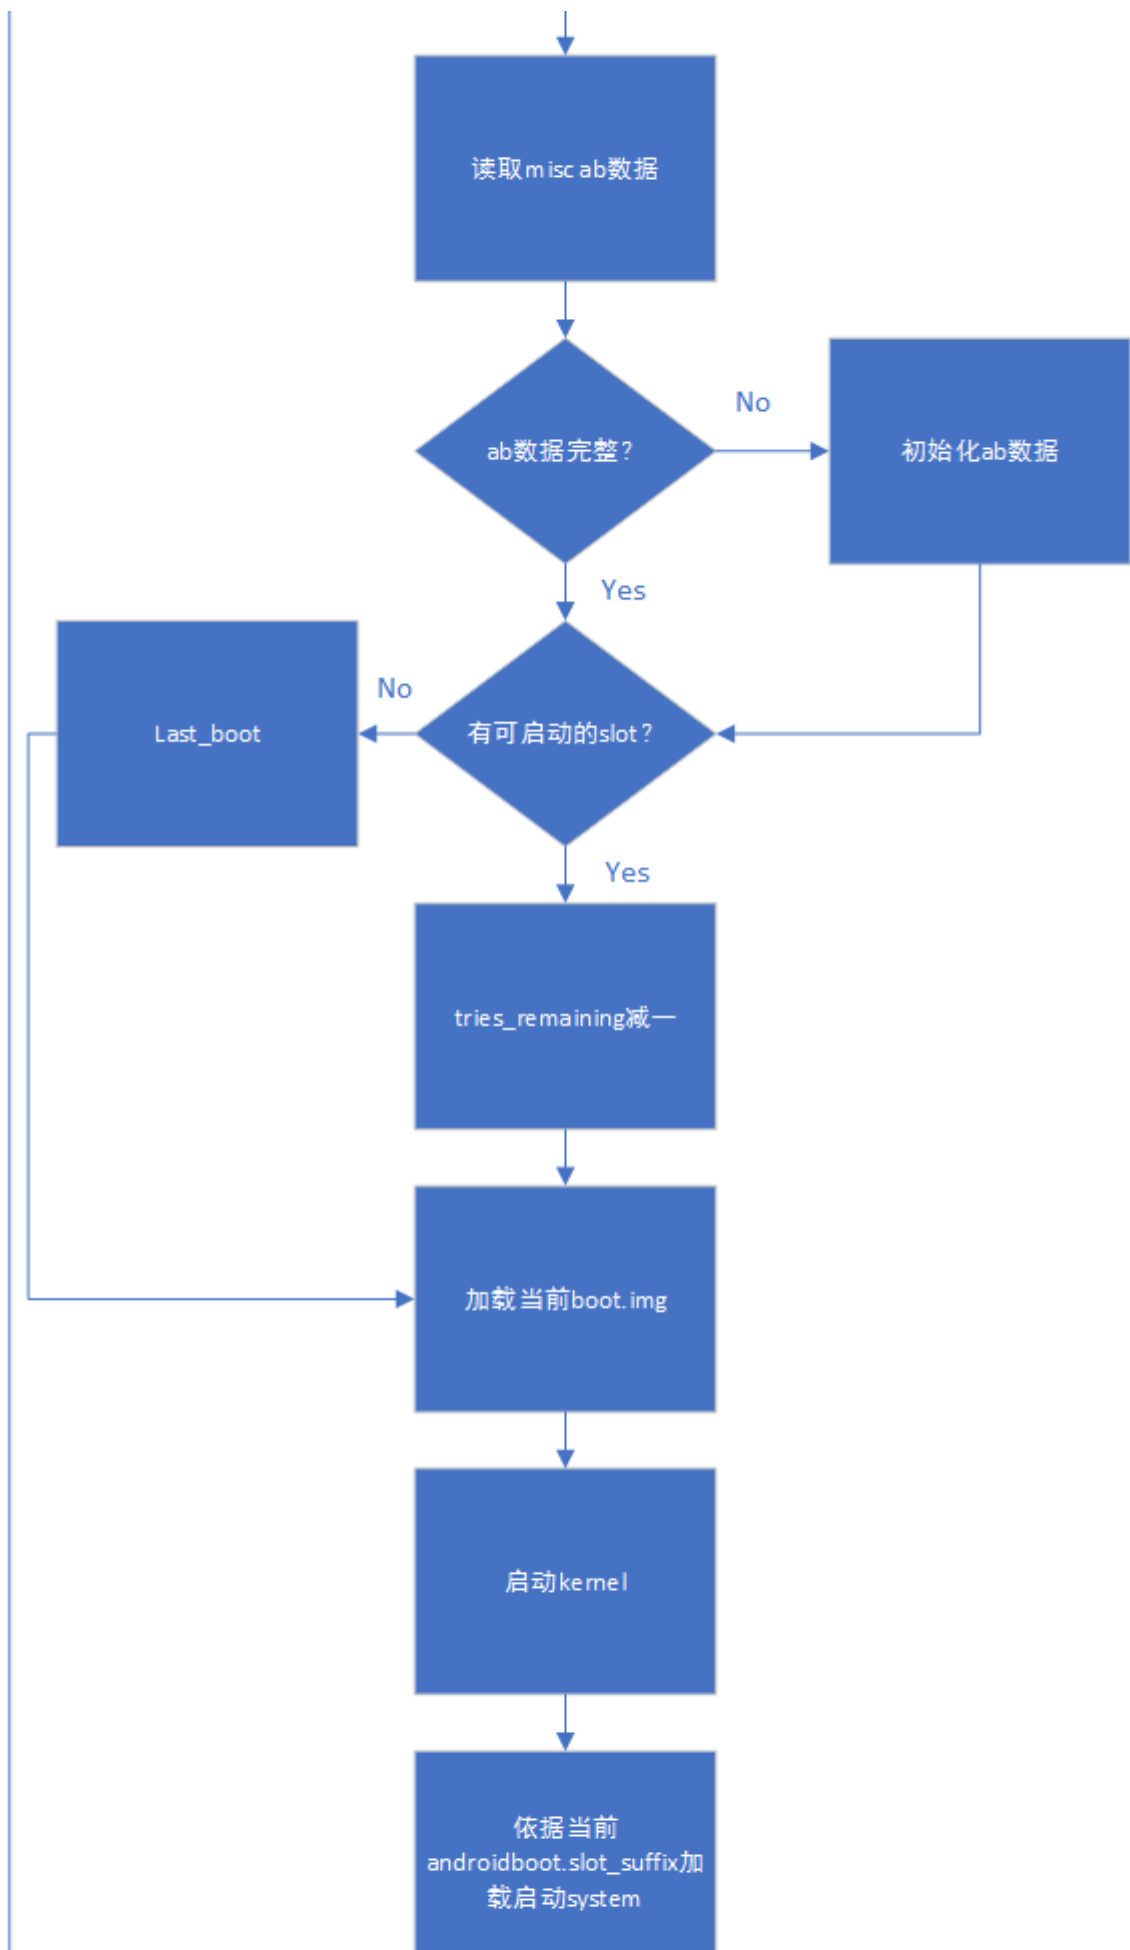 读取misc ab数据
ab数据完整？
No
初始化ab数据
Yes
Last_boot
No
有可启动的slot？
Yes
tries_remaining减一
加载当前boot.img
启动kernel
依据当前
androidboot.slot_suffix加
载启动system